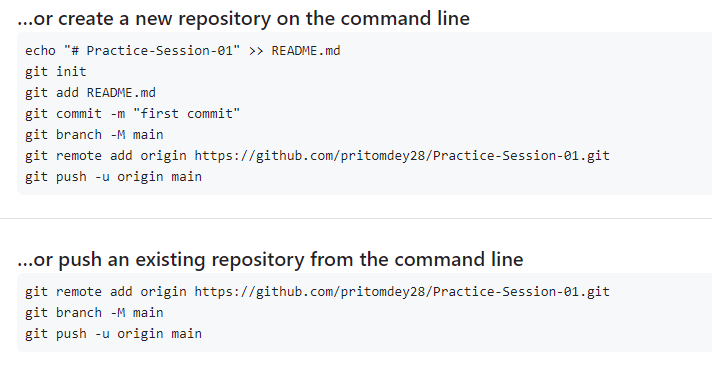 ...or create a new repository on the command line
echo "# Practice-Session-01" >> README.md
git init
git add README.md
git commit -m "first commit"
git branch -M main
git remote add origin https://github.com/pritomdey28/Practice-Session-01.git
git push -u origin main
...or push an existing repository from the command line
git remote add origin https://github.com/pritomdey28/Practice-Session-01.git
git branch -M main
git push -u origin main